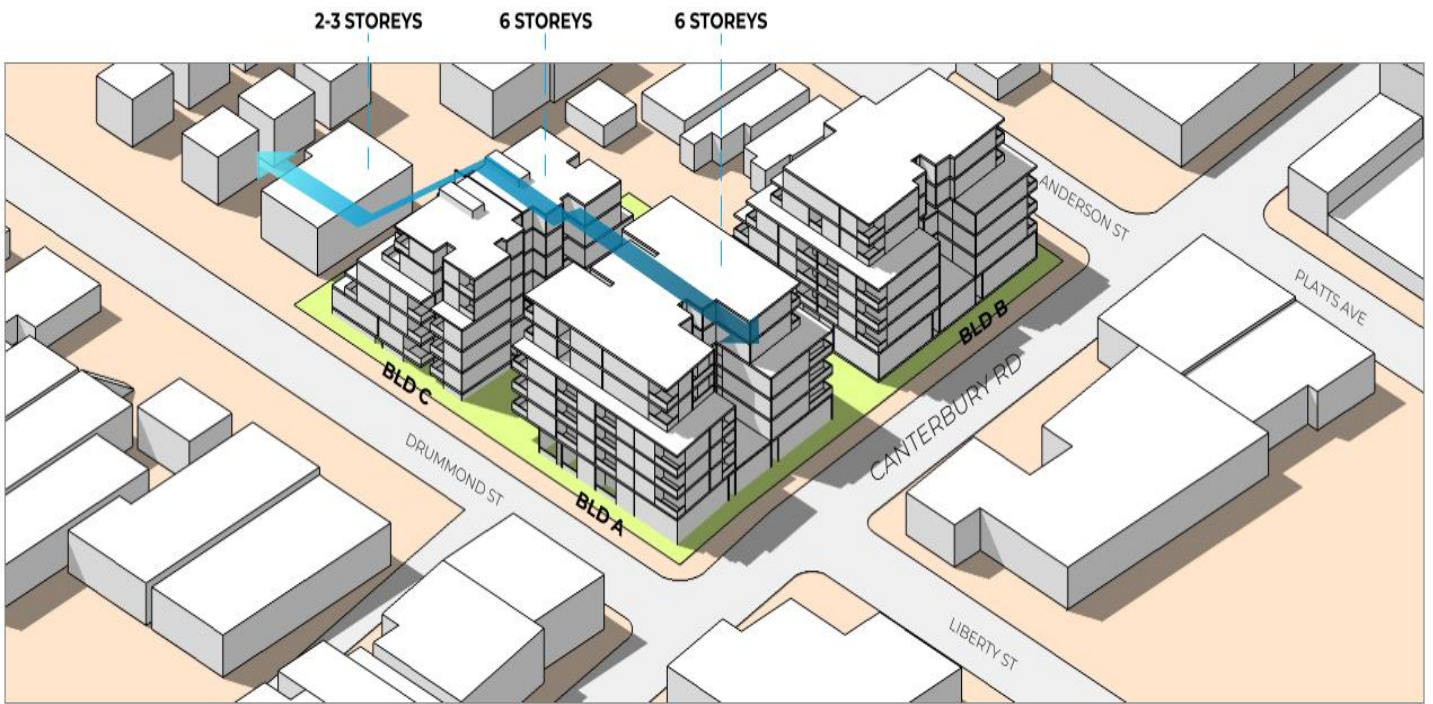 2-3 STOREYS
6 STOREYS
6 STOREYS
ANDERSON ST
PLATTS AVE
BLD B
CANTERBURY RD
BLD C
DRUMMOND ST
BLD A
LIBERTY ST